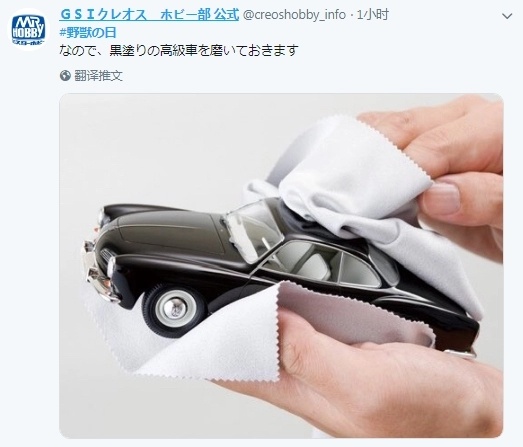 MR HOBBY
ＧＳＩクレオス ホビー部 公式 @creoshobby_info · 1小时
#野獣の日
なので、黒塗りの高級車を磨いておきます
翻译推文